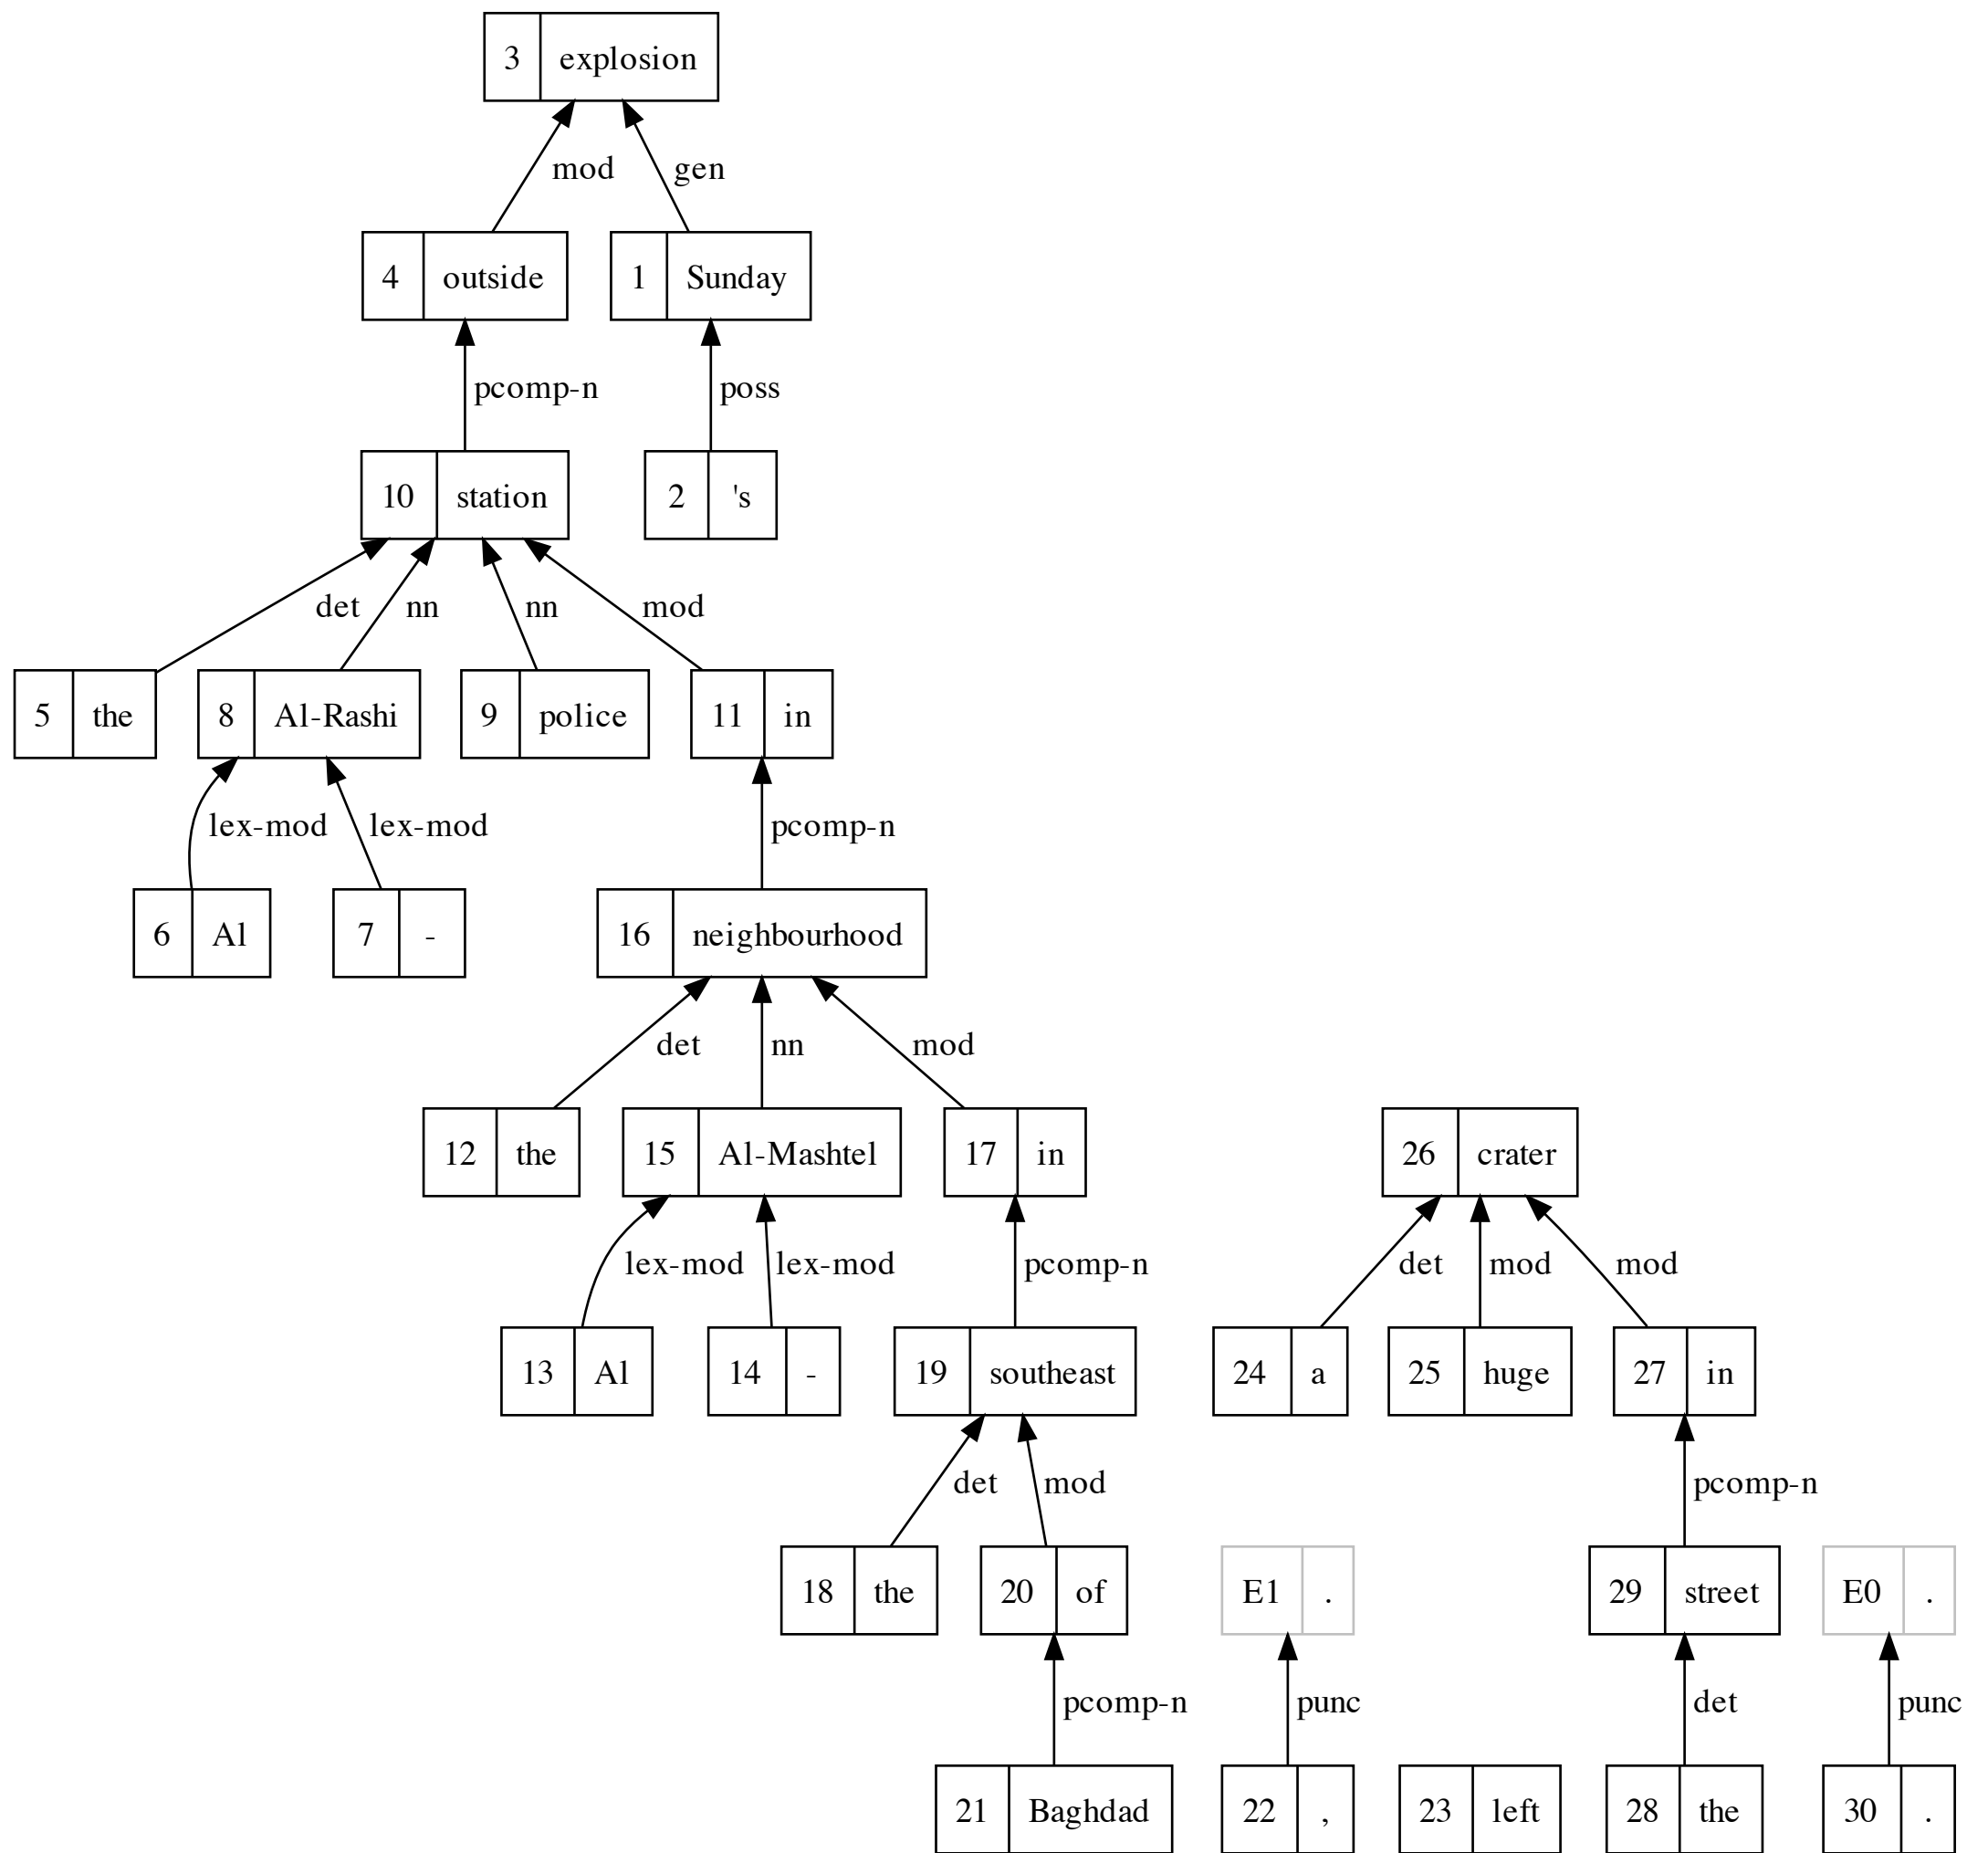 3 explosion
mod gen
4 outside 1 Sunday
pcomp-n poss
10 station 2 's
det nn nn mod
5 the 8 Al-Rashi 9 police 11 in
lex-mod lex-mod pcomp-n
6 Al 7 - 16 neighbourhood
det nn mod
12 the 15 Al-Mashtel 17 in 26 crater
lex-mod lex-mod pcomp-n det mod mod
13 Al 14 - 19 southeast 24 a 25 huge 27 in
det mod pcomp-n
18 the 20 of E1 . 29 street E0 .
pcomp-n punc det punc
21 Baghdad 22 , 23 left 28 the 30 .